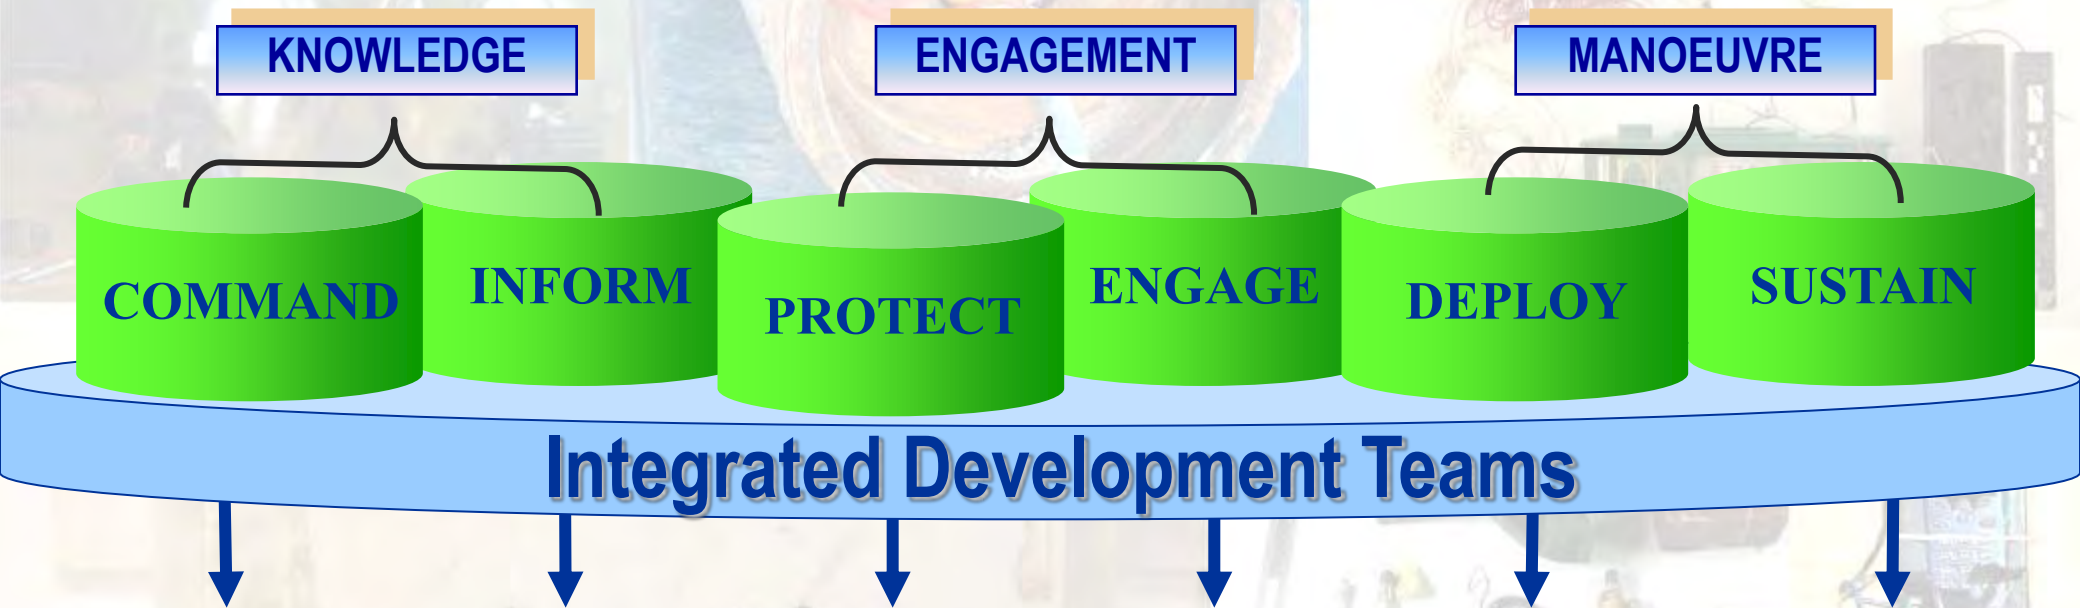 KNOWLEDGE
ENGAGEMENT
MANOEUVRE
COMMAND
INFORM
PROTECT
ENGAGE
DEPLOY
SUSTAIN
Integrated Development Teams